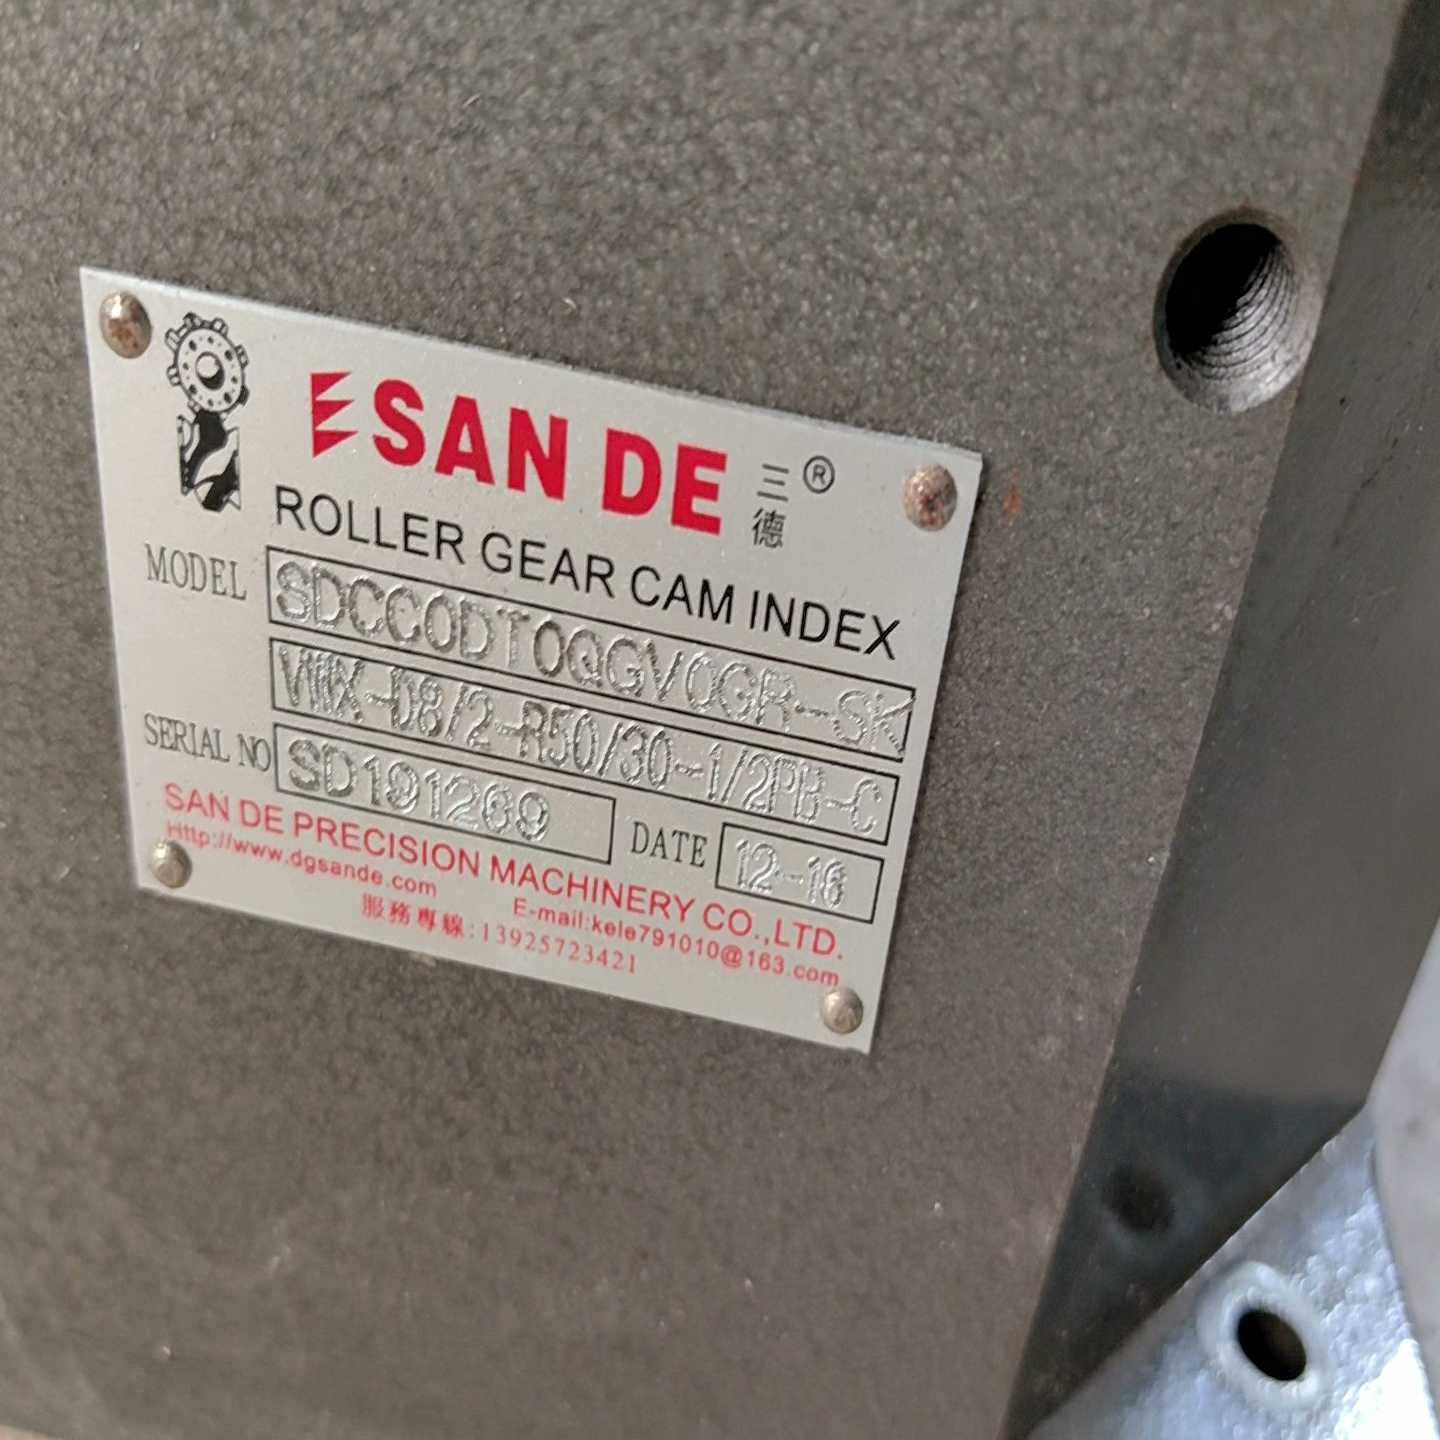 SAN DE 三德 ®
ROLLER GEAR CAM INDEX
MODEL SDCCODTOQGVOGR-SK
VWX-D8/2-R50/30-1/2PB-C
SERIAL NO SD191269 DATE 12-16
SAN DE PRECISION MACHINERY CO.,LTD.
Http://www.dgsande.com E-mail:kele791010@163.com
服務專線:13925723421